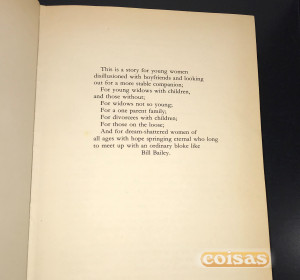 This is a story for young women
disillusioned with boyfriends and looking
out for a more stable companion;
For young widows with children,
and those without;
For widows not so young;
For a one parent family;
For divorcees with children;
For those on the loose;
And for dream-shattered women of
all ages with hope springing eternal who long
to meet up with an ordinary bloke like
Bill Bailey.
coisas